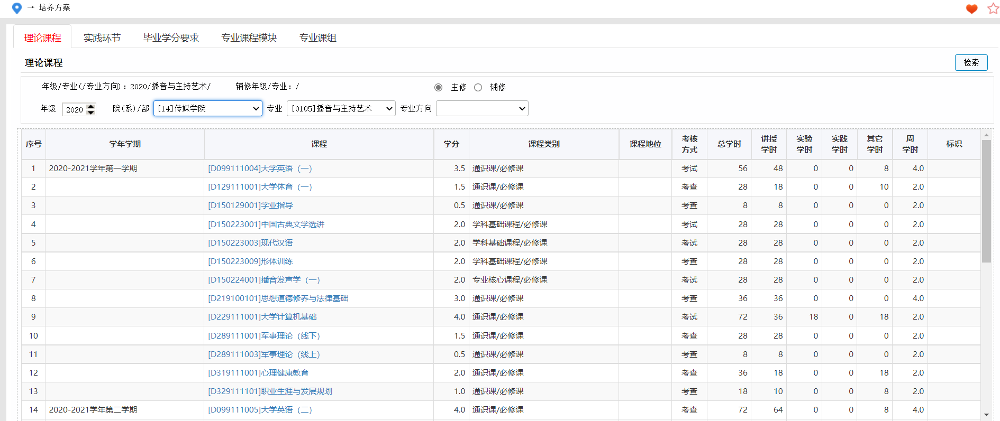 → 培养方案
理论课程 实践环节 毕业学分要求 专业课程模块 专业课组
理论课程 检索
年级/专业(/专业方向)：2020/播音与主持艺术/ 辅修年级/专业：/ 主修 辅修
年级 2020 院(系)/部 [14]传媒学院 专业 [0105]播音与主持艺术 专业方向
序号 学年学期 课程 学分 课程类别 课程地位 考核方式 总学时 讲授学时 实验学时 实践学时 其它学时 周学时 标识
1 2020-2021学年第一学期 [D099111004]大学英语（一） 3.5 通识课/必修课 考试 56 48 0 0 8 4.0
2 [D129111001]大学体育（一） 1.5 通识课/必修课 考查 28 18 0 0 10 2.0
3 [D150129001]学业指导 0.5 通识课/必修课 考查 8 8 0 0 0 2.0
4 [D150223001]中国古典文学选讲 2.0 学科基础课程/必修课 考试 28 28 0 0 0 2.0
5 [D150223003]现代汉语 2.0 学科基础课程/必修课 考试 28 28 0 0 0 2.0
6 [D150223009]形体训练 2.0 学科基础课程/必修课 考查 28 28 0 0 0 2.0
7 [D150224001]播音发声学（一） 2.0 专业核心课程/必修课 考试 28 28 0 0 0 2.0
8 [D219100101]思想道德修养与法律基础 3.0 通识课/必修课 考查 36 36 0 0 0 4.0
9 [D229111001]大学计算机基础 4.0 通识课/必修课 考试 72 36 18 0 18 2.0
10 [D289111001]军事理论（线下） 1.5 通识课/必修课 考查 28 28 0 0 0 2.0
11 [D289111003]军事理论（线上） 0.5 通识课/必修课 考查 8 8 0 0 0 2.0
12 [D319111001]心理健康教育 2.0 通识课/必修课 考查 36 18 0 0 18 2.0
13 [D329111101]职业生涯与发展规划 1.0 通识课/必修课 考查 18 10 0 0 8 2.0
14 2020-2021学年第二学期 [D099111005]大学英语（二） 4.0 通识课/必修课 考查 72 64 0 0 8 4.0